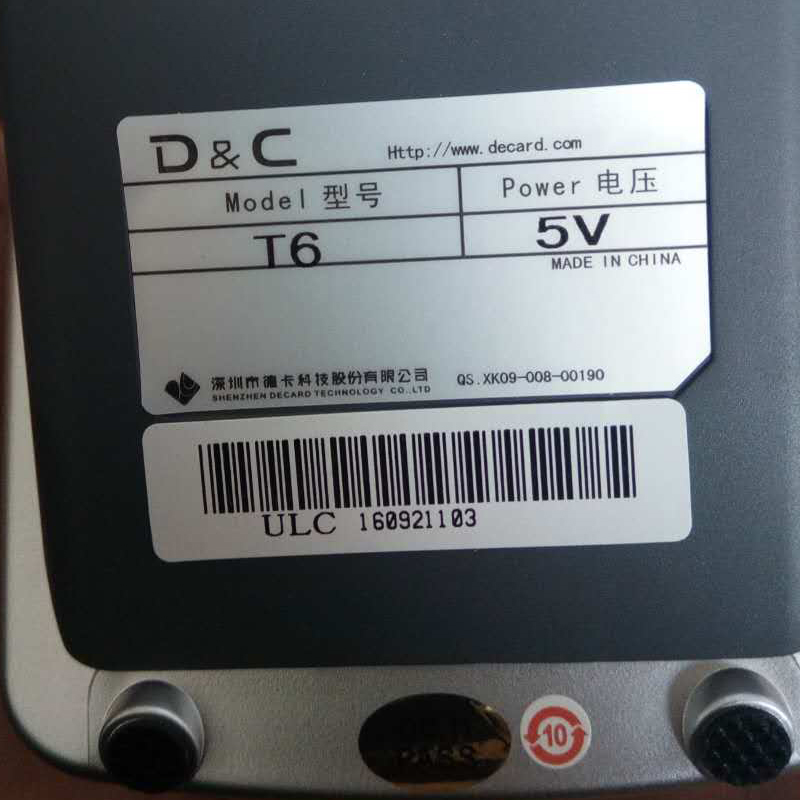 D&C
Http://www.decard.com
Model 型号
Power 电压
T6
5V
MADE IN CHINA
深圳市德卡科技股份有限公司
SHENZHEN DECARD TECHNOLOGY CO.,LTD
QS.XK09-008-00190
ULC 160921103
10